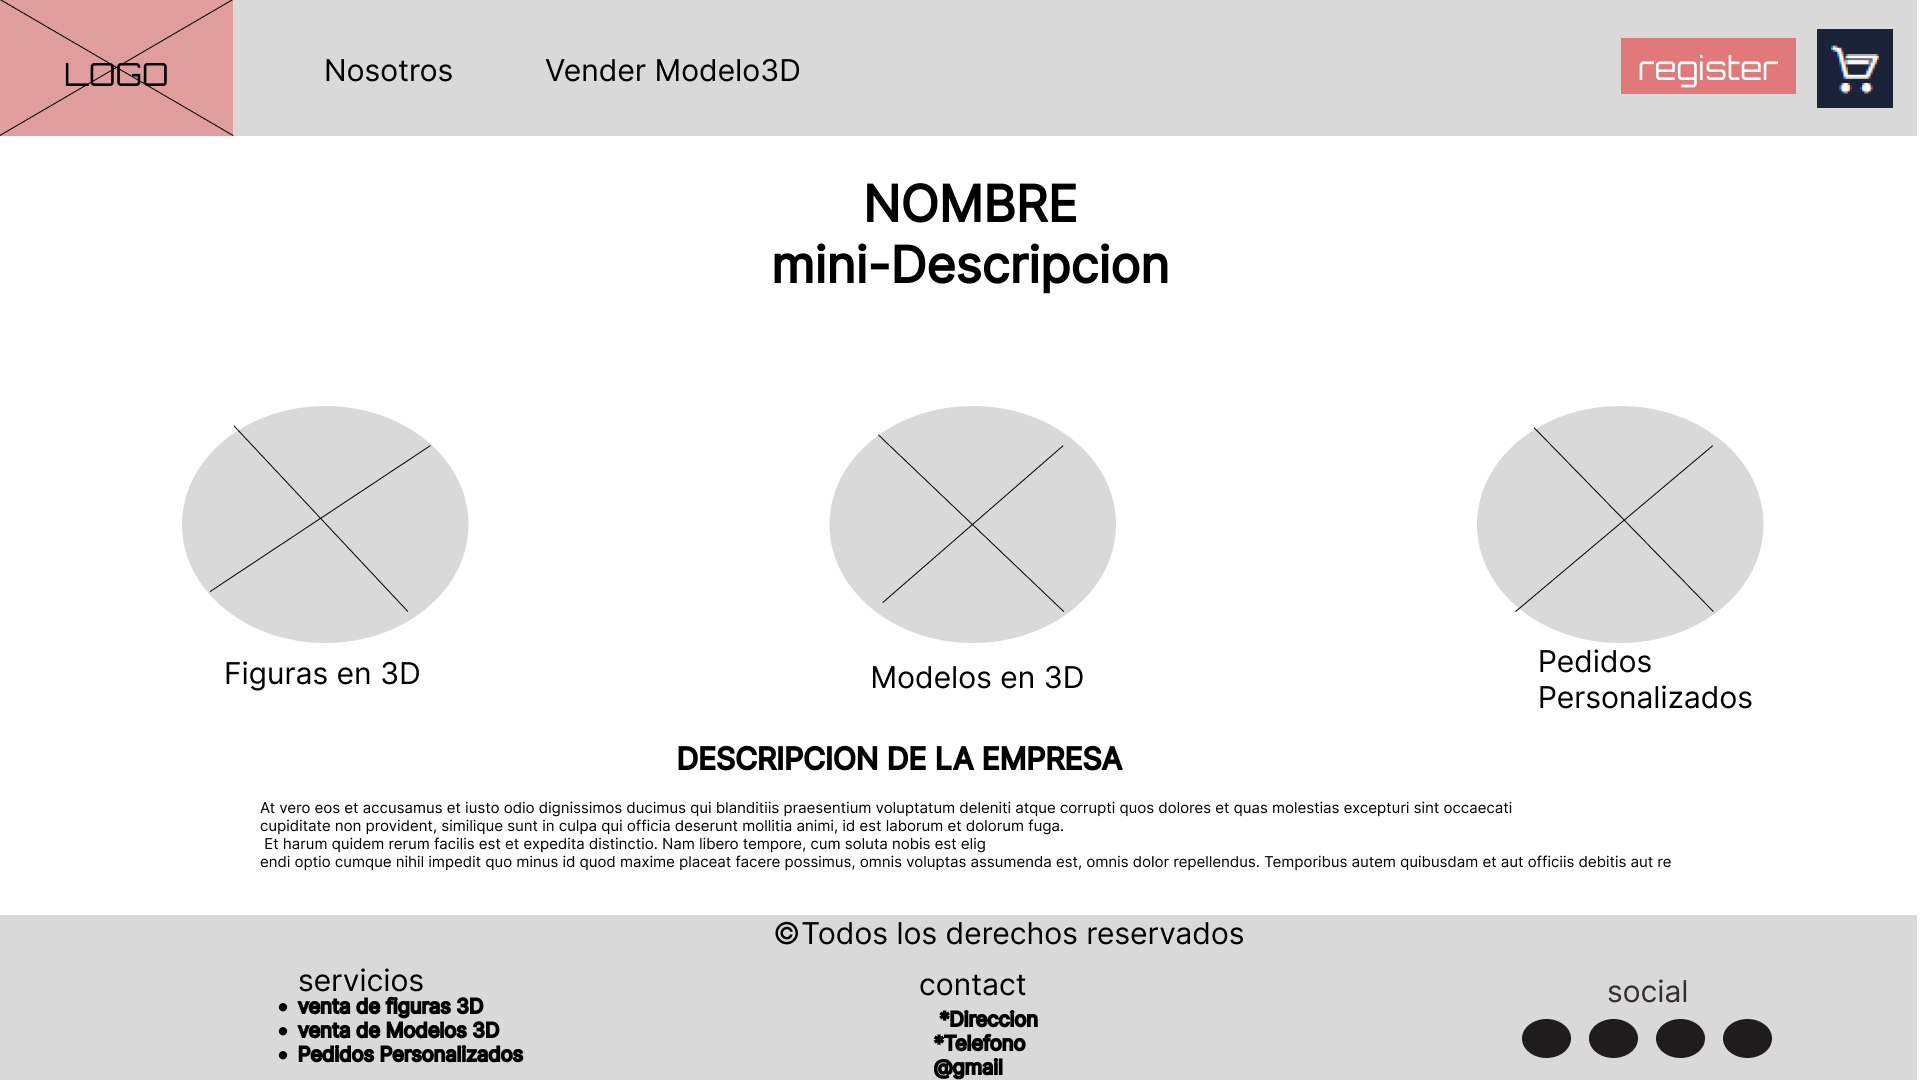 LOGO
Nosotros
Vender Modelo3D
register
NOMBRE
mini-Descripcion
Figuras en 3D
Modelos en 3D
Pedidos
Personalizados
DESCRIPCION DE LA EMPRESA
At vero eos et accusamus et iusto odio dignissimos ducimus qui blanditiis praesentium voluptatum deleniti atque corrupti quos dolores et quas molestias excepturi sint occaecati
cupiditate non provident, similique sunt in culpa qui officia deserunt mollitia animi, id est laborum et dolorum fuga.
Et harum quidem rerum facilis est et expedita distinctio. Nam libero tempore, cum soluta nobis est elig
endi optio cumque nihil impedit quo minus id quod maxime placeat facere possimus, omnis voluptas assumenda est, omnis dolor repellendus. Temporibus autem quibusdam et aut officiis debitis aut re
©Todos los derechos reservados
servicios
• venta de figuras 3D
• venta de Modelos 3D
• Pedidos Personalizados
contact
*Direccion
*Telefono
@gmail
social